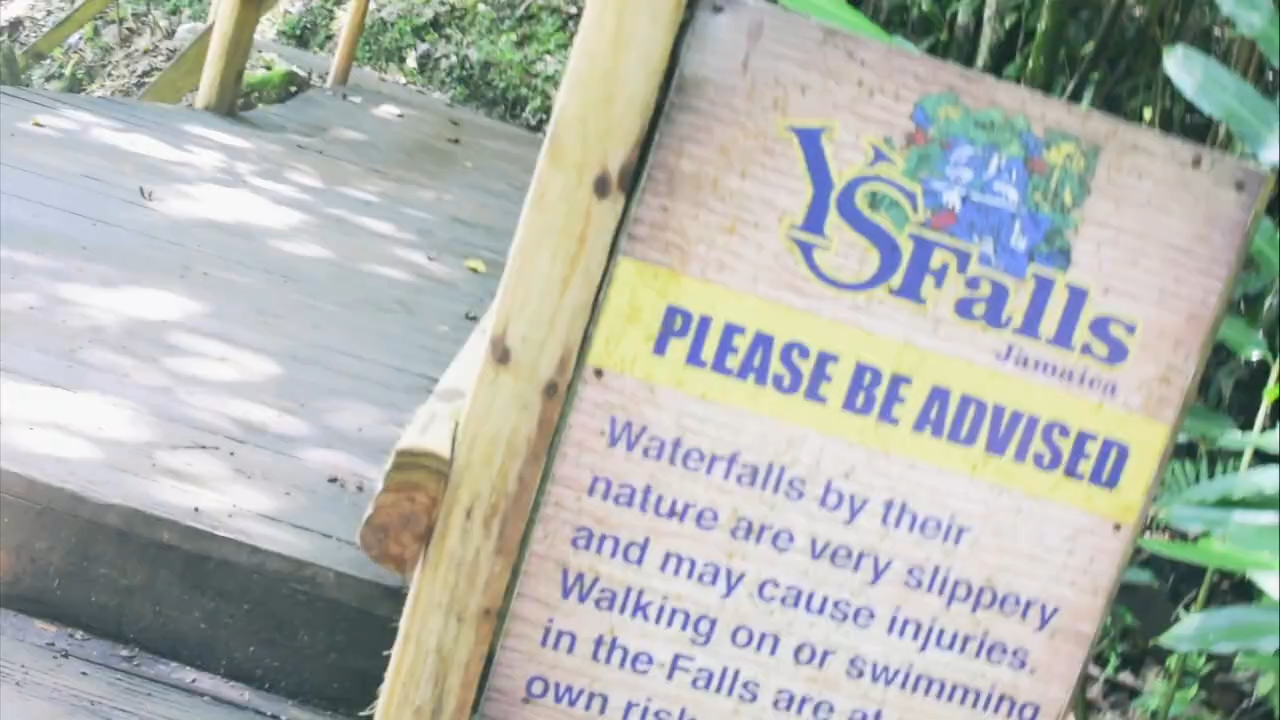 YS Falls
Jamaica
PLEASE BE ADVISED
Waterfalls by their
nature are very slippery
and may cause injuries.
Walking on or swimming
in the Falls are at
own risk